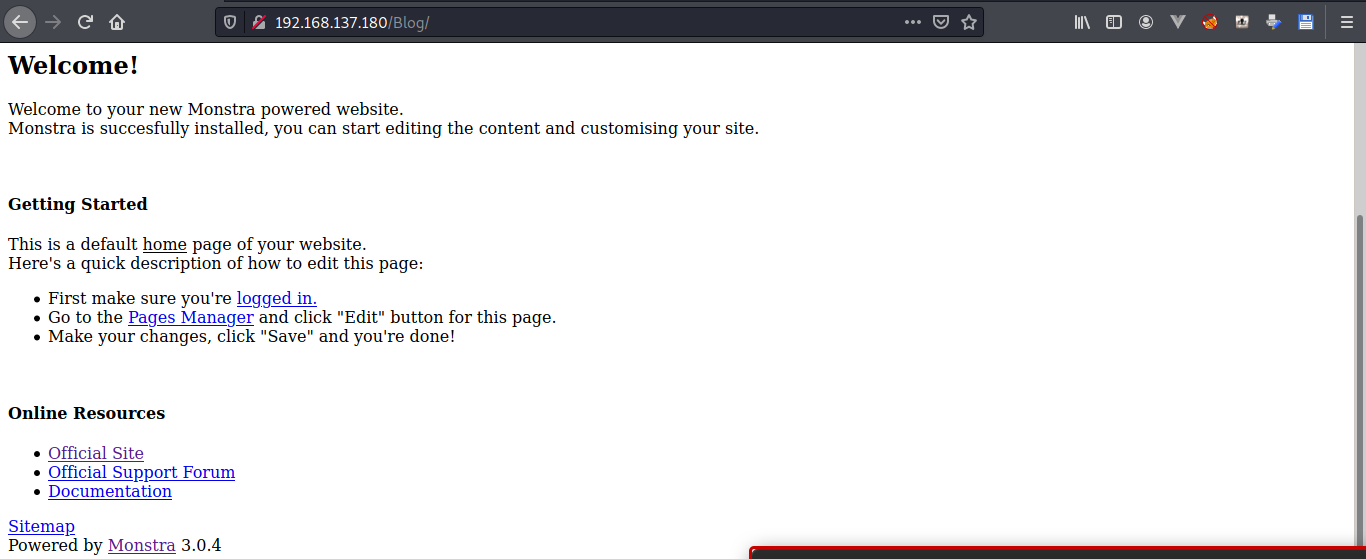 192.168.137.180/Blog/
Welcome!
Welcome to your new Monstra powered website.
Monstra is succesfully installed, you can start editing the content and customising your site.
Getting Started
This is a default home page of your website.
Here's a quick description of how to edit this page:
First make sure you're logged in.
Go to the Pages Manager and click "Edit" button for this page.
Make your changes, click "Save" and you're done!
Online Resources
Official Site
Official Support Forum
Documentation
Sitemap
Powered by Monstra 3.0.4